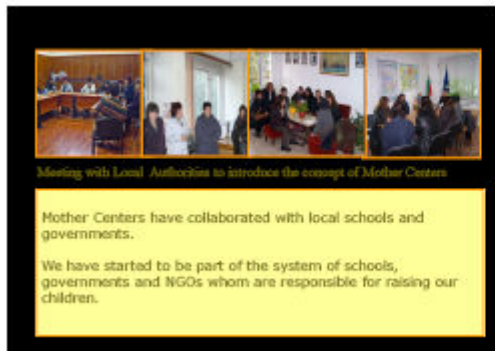 Meeting with Local Authorities to introduce the concept of Mother Centers
Mother Centers have collaborated with local schools and
governments.
We have started to be part of the system of schools,
governments and NGOs whom are responsible for raising our
children.